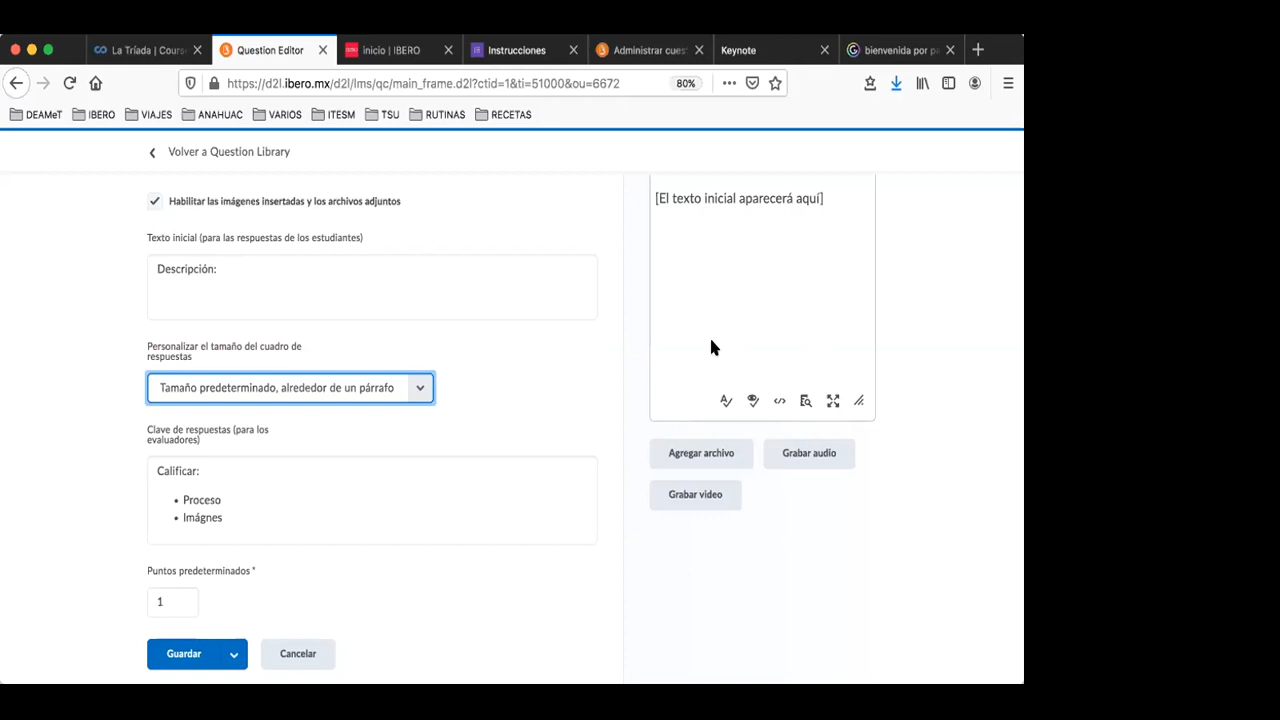 La Tríada | Cours
Question Editor
inicio | IBERO
Instrucciones
Administrar cues
Keynote
bienvenida por pa
https://d2l.ibero.mx/d2l/lms/qc/main_frame.d2l?ctid=1&ti=51000&ou=6672
80%
DEAMeT
IBERO
VIAJES
ANAHUAC
VARIOS
ITESM
TSU
RUTINAS
RECETAS
Volver a Question Library
Habilitar las imágenes insertadas y los archivos adjuntos
Texto inicial (para las respuestas de los estudiantes)
Descripción:
Personalizar el tamaño del cuadro de
respuestas
Tamaño predeterminado, alrededor de un párrafo
Clave de respuestas (para los
evaluadores)
Calificar:
• Proceso
• Imágnes
Puntos predeterminados *
1
Guardar
Cancelar
[El texto inicial aparecerá aquí]
Agregar archivo
Grabar audio
Grabar video